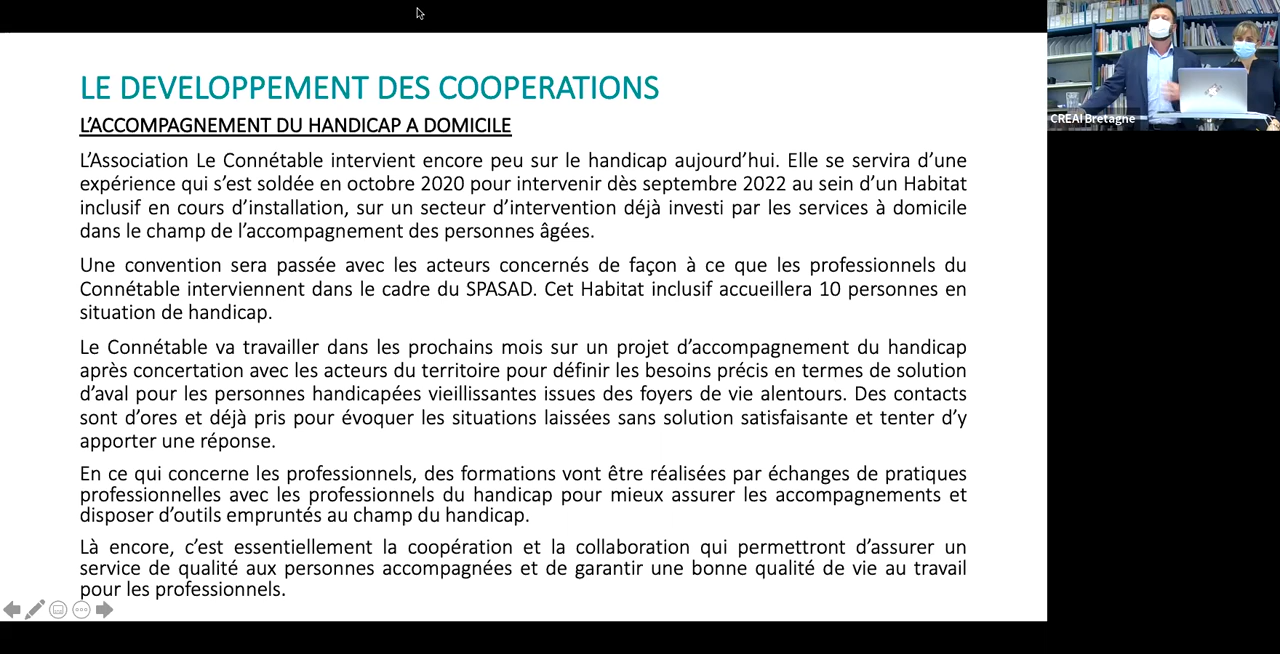 LE DEVELOPPEMENT DES COOPERATIONS
L'ACCOMPAGNEMENT DU HANDICAP A DOMICILE
L'Association Le Connétable intervient encore peu sur le handicap aujourd'hui. Elle se servira d'une
expérience qui s'est soldée en octobre 2020 pour intervenir dès septembre 2022 au sein d'un Habitat
inclusif en cours d'installation, sur un secteur d'intervention déjà investi par les services à domicile
dans le champ de l'accompagnement des personnes âgées.
Une convention sera passée avec les acteurs concernés de façon à ce que les professionnels du
Connétable interviennent dans le cadre du SPASAD. Cet Habitat inclusif accueillera 10 personnes en
situation de handicap.
Le Connétable va travailler dans les prochains mois sur un projet d'accompagnement du handicap
après concertation avec les acteurs du territoire pour définir les besoins précis en termes de solution
d'aval pour les personnes handicapées vieillissantes issues des foyers de vie alentours. Des contacts
sont d'ores et déjà pris pour évoquer les situations laissées sans solution satisfaisante et tenter d'y
apporter une réponse.
En ce qui concerne les professionnels, des formations vont être réalisées par échanges de pratiques
professionnelles avec les professionnels du handicap pour mieux assurer les accompagnements et
disposer d'outils empruntés au champ du handicap.
Là encore, c'est essentiellement la coopération et la collaboration qui permettront d'assurer un
service de qualité aux personnes accompagnées et de garantir une bonne qualité de vie au travail
pour les professionnels.
CREAI Bretagne